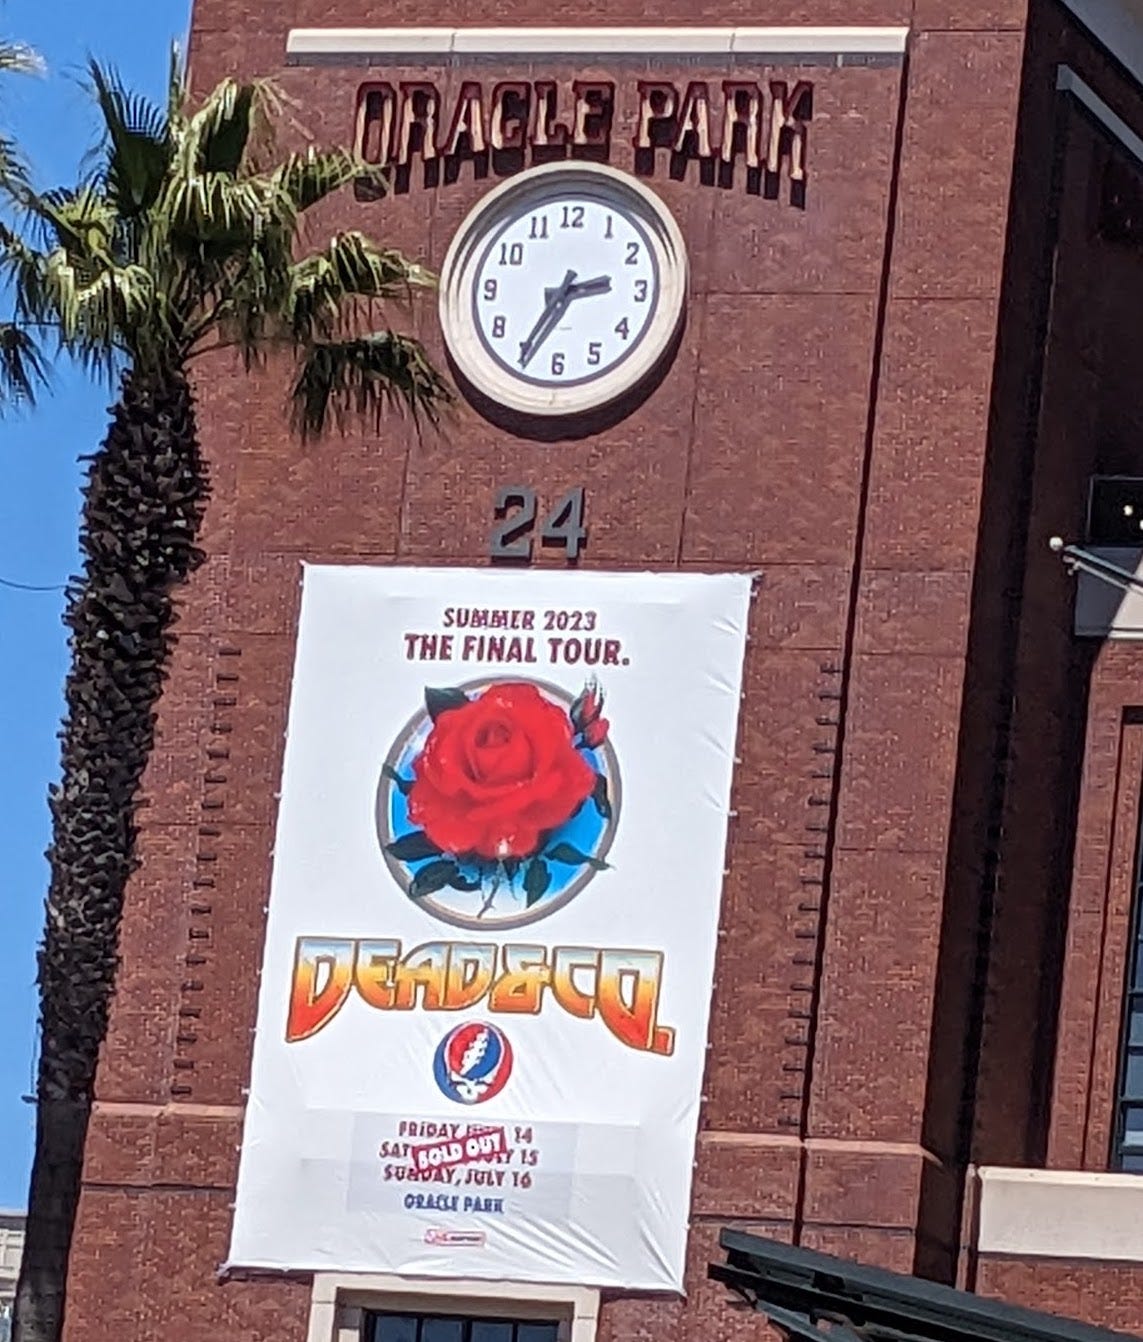 ORACLE PARK
12
1
2
3
4
5
6
8
9
10
11
24
SUMMER 2023
THE FINAL TOUR.
DEAD & CO.
FRIDAY 14
SOLD OUT
15
SUNDAY, JULY 16
ORACLE PARK